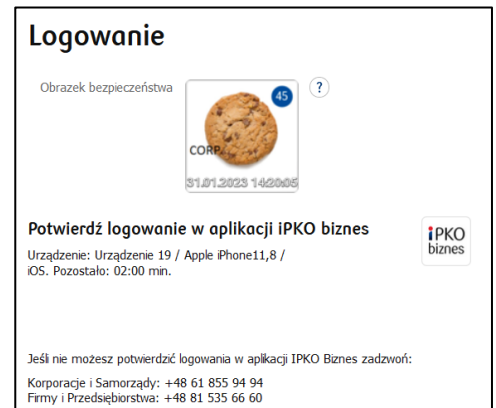 Logowanie
Obrazek bezpieczeństwa
45
?
CORP.
31.01.2023 14:20:05
Potwierdź logowanie w aplikacji iPKO biznes
iPKO
biznes
Urządzenie: Urządzenie 19 / Apple iPhone11,8 /
iOS. Pozostało: 02:00 min.
Jeśli nie możesz potwierdzić logowania w aplikacji IPKO Biznes zadzwoń:
Korporacje i Samorządy: +48 61 855 94 94
Firmy i Przedsiębiorstwa: +48 81 535 66 60